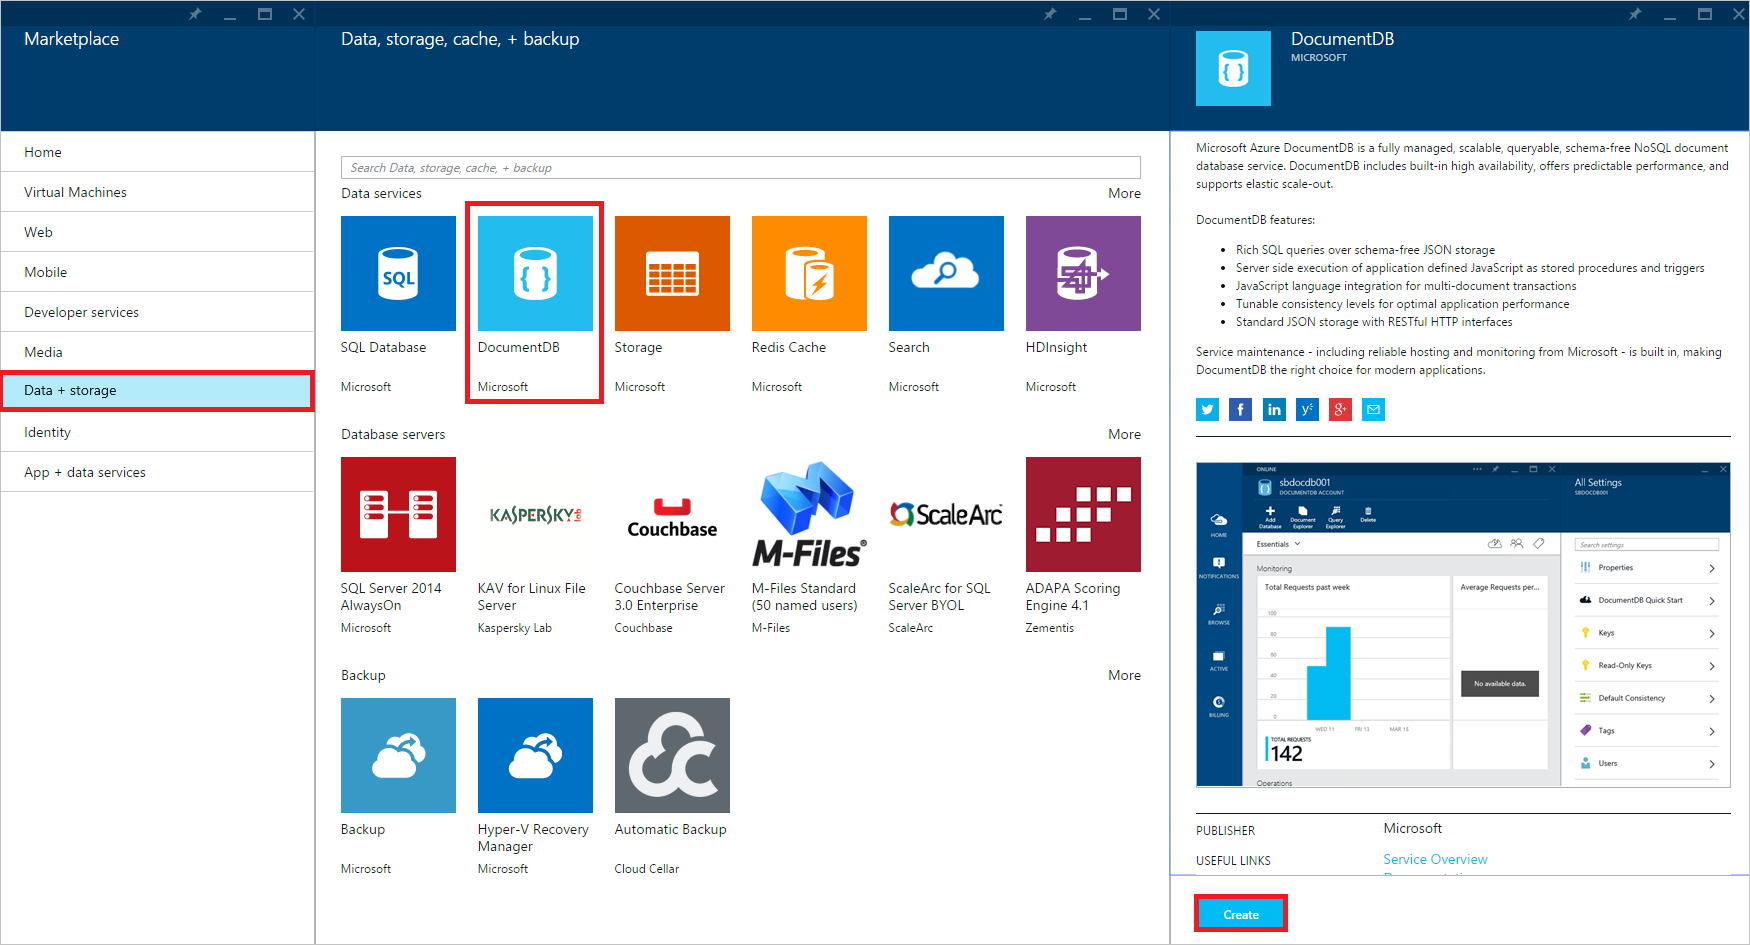 Marketplace
Home
Virtual Machines
Web
Mobile
Developer services
Media
Data + storage
Identity
App + data services
Data, storage, cache, + backup
Search Data, storage, cache, + backup
Data services
More
SQL
SQL Database
Microsoft
DocumentDB
Microsoft
Storage
Microsoft
Redis Cache
Microsoft
Search
Microsoft
HDInsight
Microsoft
Database servers
More
SQL Server 2014
AlwaysOn
Microsoft
KASPERSKY lab
KAV for Linux File
Server
Kaspersky Lab
Couchbase
Couchbase Server
3.0 Enterprise
Couchbase
M-Files®
M-Files Standard
(50 named users)
M-Files
ScaleArc
ScaleArc for SQL
Server BYOL
ScaleArc
ADAPA Scoring
Engine 4.1
Zementis
Backup
More
Backup
Microsoft
Hyper-V Recovery
Manager
Microsoft
Automatic Backup
Cloud Cellar
DocumentDB
MICROSOFT
Microsoft Azure DocumentDB is a fully managed, scalable, queryable, schema-free NoSQL document
database service. DocumentDB includes built-in high availability, offers predictable performance, and
supports elastic scale-out.
DocumentDB features:
• Rich SQL queries over schema-free JSON storage
• Server side execution of application defined JavaScript as stored procedures and triggers
• JavaScript language integration for multi-document transactions
• Tunable consistency levels for optimal application performance
• Standard JSON storage with RESTful HTTP interfaces
Service maintenance - including reliable hosting and monitoring from Microsoft - is built in, making
DocumentDB the right choice for modern applications.
HOME
NOTIFICATIONS
BROWSE
ACTIVE
BILLING
ONLINE
sbdocdb001
DOCUMENTDB ACCOUNT
Add
Database
Document
Explorer
Query
Explorer
Delete
Essentials
Monitoring
Total Requests past week
100
80
60
40
20
0
WED 11
FRI 13
MAR 15
TOTAL REQUESTS
142
Average Requests per...
No available data.
Operations
All Settings
SBDOCDB001
Search settings
Properties
DocumentDB Quick Start
Keys
Read-Only Keys
Default Consistency
Tags
Users
PUBLISHER
Microsoft
USEFUL LINKS
Service Overview
Create